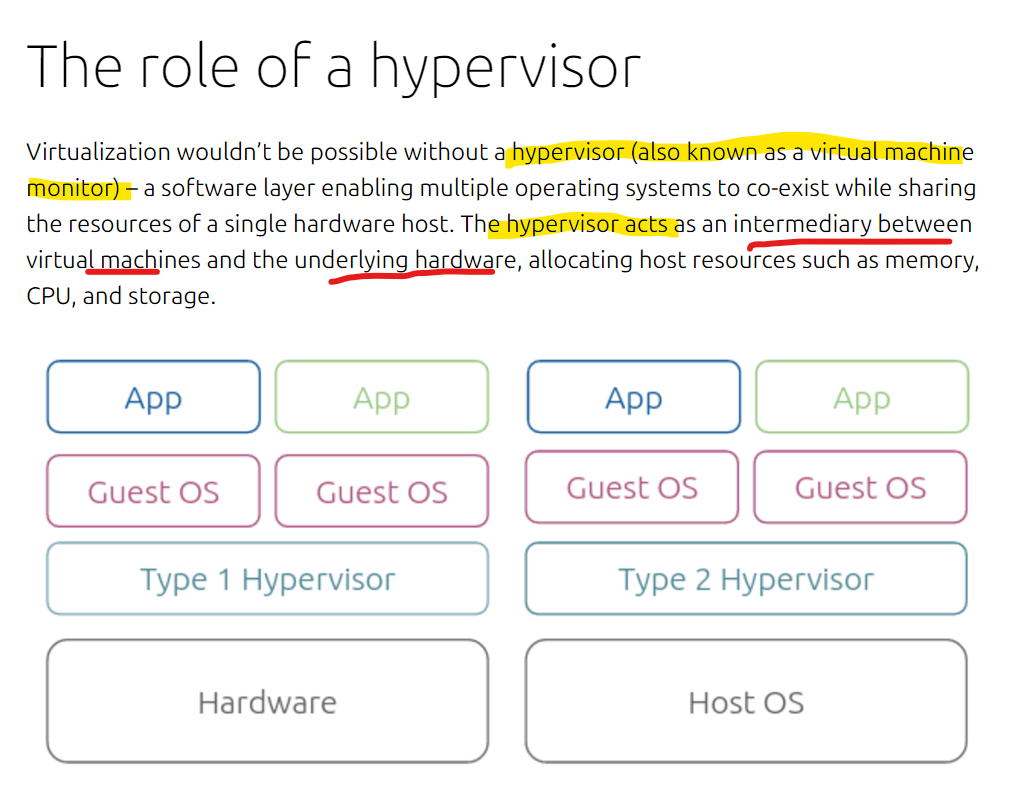 The role of a hypervisor
Virtualization wouldn’t be possible without a hypervisor (also known as a virtual machine
monitor) – a software layer enabling multiple operating systems to co-exist while sharing
the resources of a single hardware host. The hypervisor acts as an intermediary between
virtual machines and the underlying hardware, allocating host resources such as memory,
CPU, and storage.
App App App App
Guest OS Guest OS Guest OS Guest OS
Type 1 Hypervisor Type 2 Hypervisor
Hardware Host OS